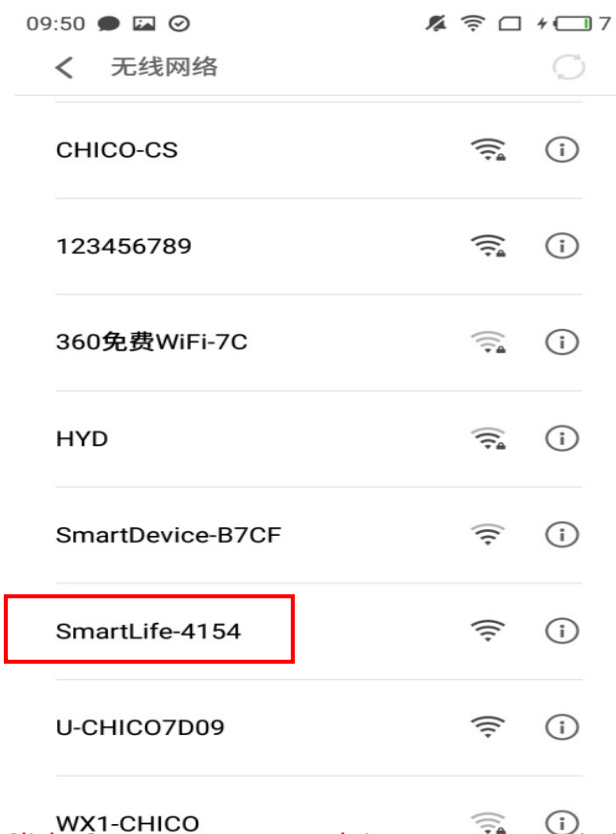 09:50 7
无线网络
CHICO-CS
123456789
360免费WiFi-7C
HYD
SmartDevice-B7CF
SmartLife-4154
U-CHICO7D09
WX1-CHICO